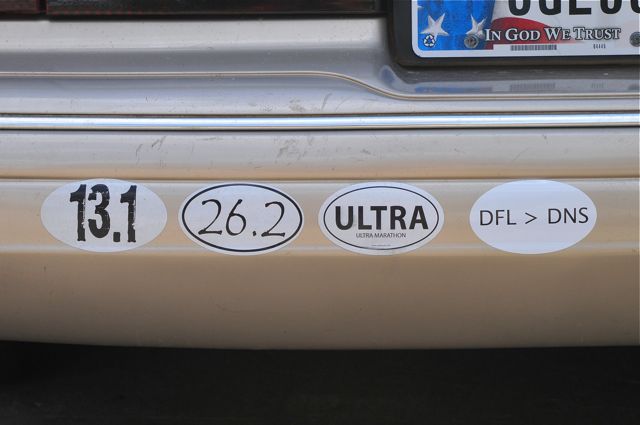 IN GOD WE TRUST
13.1
26.2
ULTRA
ULTRA MARATHON
DFL > DNS